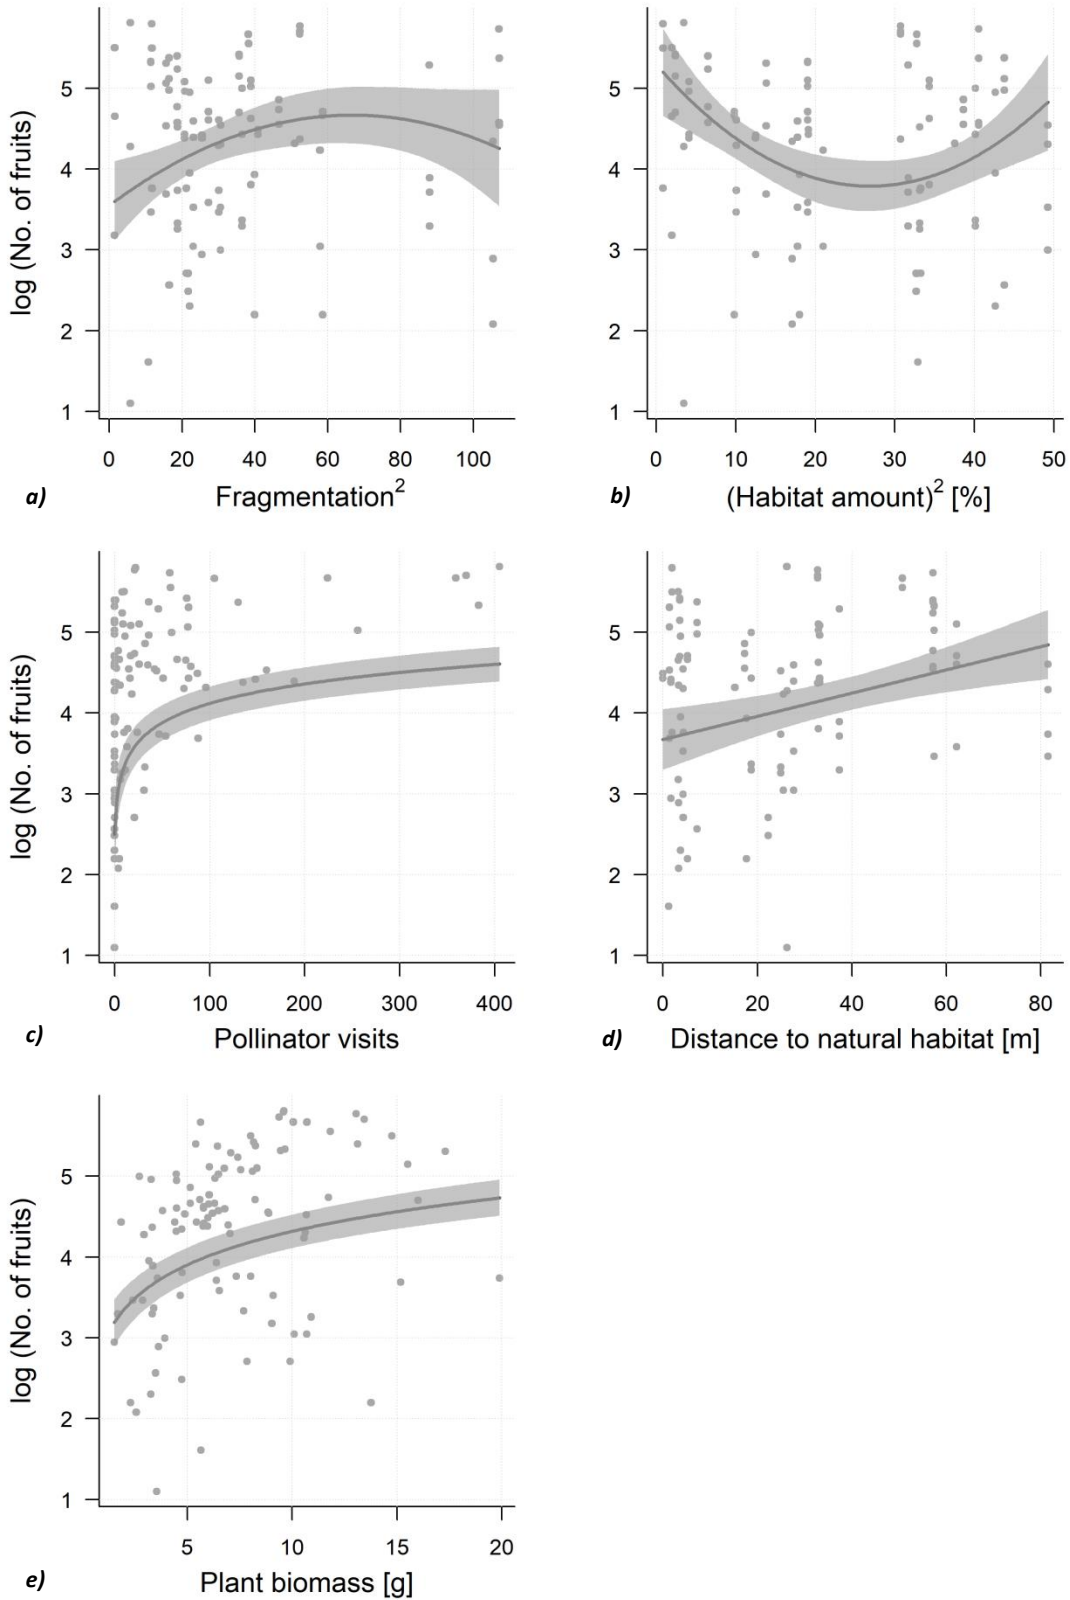 log (No. of fruits)
5
4
3
2
1
0 20 40 60 80 100
a) Fragmentation²
5
4
3
2
1
0 10 20 30 40 50
b) (Habitat amount)² [%]
log (No. of fruits)
5
4
3
2
1
0 100 200 300 400
c) Pollinator visits
5
4
3
2
1
0 20 40 60 80
d) Distance to natural habitat [m]
log (No. of fruits)
5
4
3
2
1
5 10 15 20
e) Plant biomass [g]